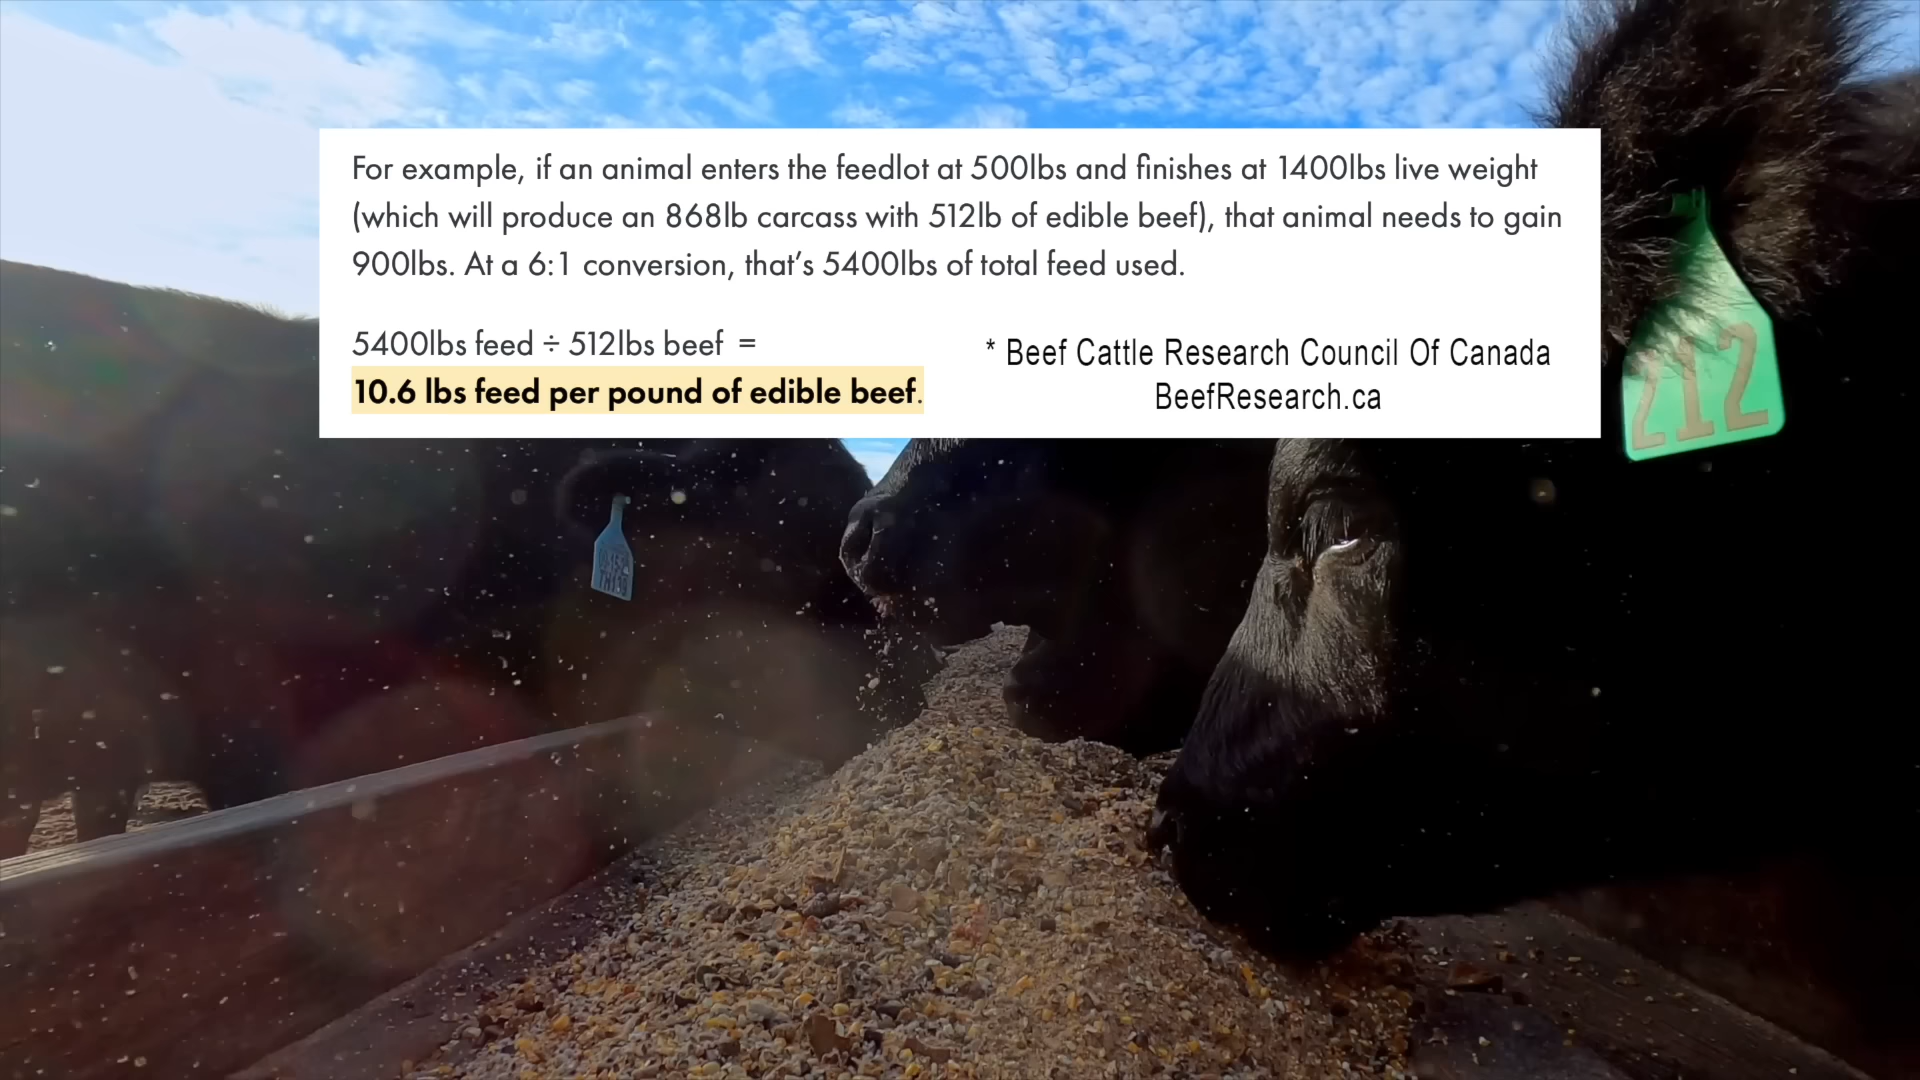 For example, if an animal enters the feedlot at 500lbs and finishes at 1400lbs live weight
(which will produce an 868lb carcass with 512lb of edible beef), that animal needs to gain
900lbs. At a 6:1 conversion, that's 5400lbs of total feed used.
5400lbs feed ÷ 512lbs beef =
10.6 lbs feed per pound of edible beef.
* Beef Cattle Research Council Of Canada
BeefResearch.ca
212